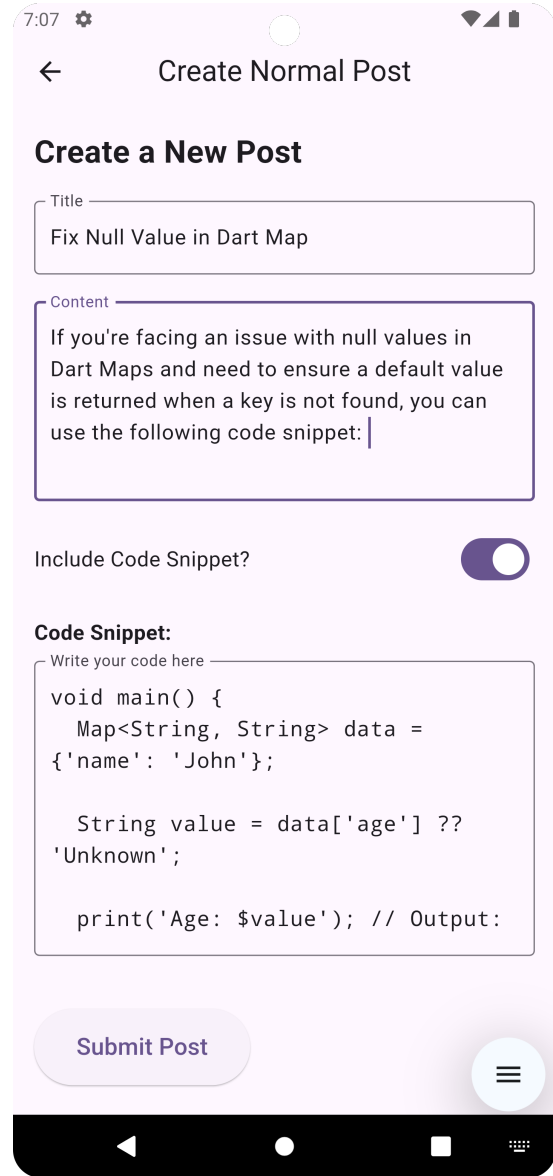 7:07
Create Normal Post
Create a New Post
Title
Fix Null Value in Dart Map
Content
If you're facing an issue with null values in
Dart Maps and need to ensure a default value
is returned when a key is not found, you can
use the following code snippet:
Include Code Snippet?
Code Snippet:
Write your code here
void main() {
  Map<String, String> data =
{'name': 'John'};
  String value = data['age'] ??
'Unknown';
  print('Age: $value'); // Output:
Submit Post